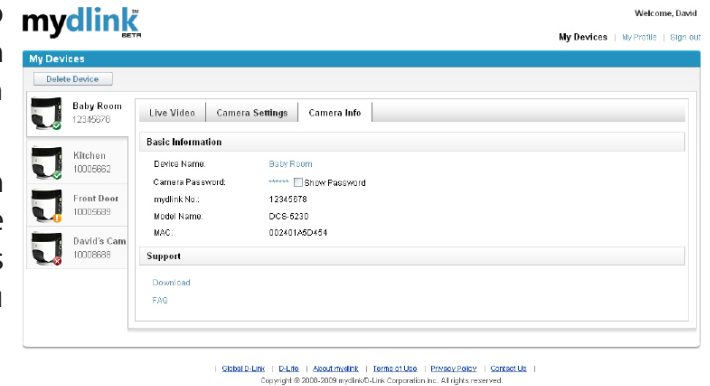 mydlink™
BETA
Welcome, David
My Devices | My Profile | Sign out
My Devices
Delete Device
Baby Room
12345678
Kitchen
10006662
Front Door
10005689
David's Cam
10008688
Live Video
Camera Settings
Camera Info
Basic Information
Device Name: Baby Room
Camera Password: ****** Show Password
mydlink No.: 12345678
Model Name: DCS-5230
MAC: 002401A5D454
Support
Download
FAQ
| Global D-Link | D-Life | About mydlink | Terms of Use | Privacy Policy | Contact Us |
Copyright © 2008-2009 mydlink/D-Link Corporation Inc. All rights reserved.